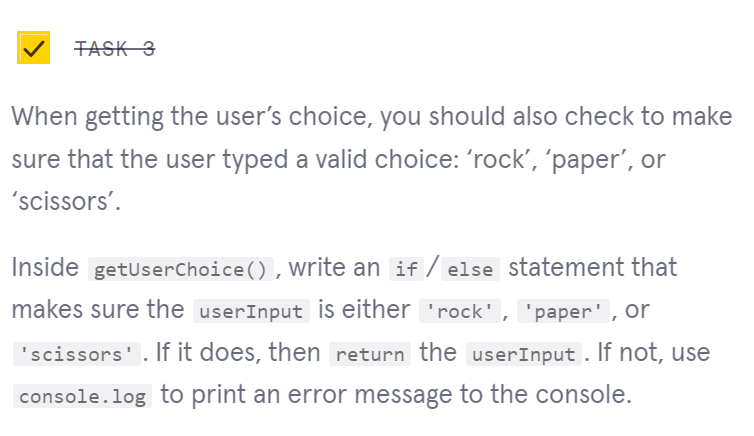 TASK 3
When getting the user’s choice, you should also check to make
sure that the user typed a valid choice: ‘rock’, ‘paper’, or
‘scissors’.
Inside getUserChoice(), write an if/else statement that
makes sure the userInput is either 'rock', 'paper', or
'scissors'. If it does, then return the userInput. If not, use
console.log to print an error message to the console.